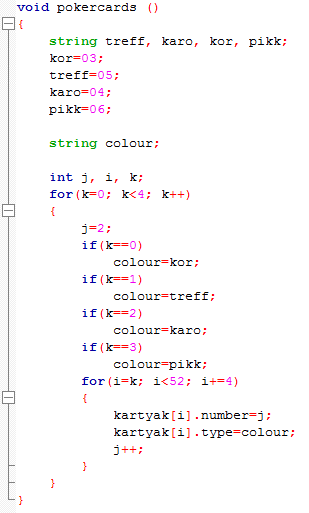 void pokercards ()
{
    string treff, karo, kor, pikk;
    kor=03;
    treff=05;
    karo=04;
    pikk=06;

    string colour;

    int j, i, k;
    for(k=0; k<4; k++)
    {
        j=2;
        if(k==0)
            colour=kor;
        if(k==1)
            colour=treff;
        if(k==2)
            colour=karo;
        if(k==3)
            colour=pikk;
        for(i=k; i<52; i+=4)
        {
            kartyak[i].number=j;
            kartyak[i].type=colour;
            j++;
        }
    }
}